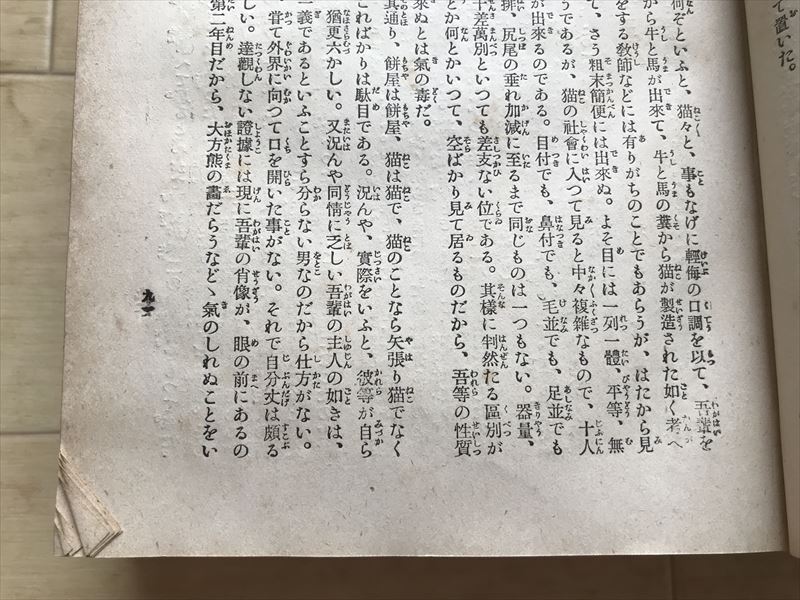 て置いた。
何ぞといふと、猫々と、事もなげに輕侮の口調を以て、吾輩を
から牛と馬が出來て、牛と馬の糞から猫が製造された如く考へ
をする敎師などには有りがちのことでもあらうが、はたから見
て、さう粗末簡便には出來ぬ。よそ目には一列一體、平等、無
うであるが、猫の社會に入つて見ると中々複雜なもので、十人
が出來るのである。目付でも、鼻付でも、毛並でも、足並でも
排、尻尾の垂れ加減に至るまで同じものは一つもない。器量、
十差萬別といつても差支ない位である。其樣に判然たる區別が
とか何とかいつて、空ばかり見て居るものだから、吾等の性質
來ぬとは氣の毒だ。
其通り、餅屋は餅屋、猫は猫で、猫のことなら矢張り猫でなく
こればかりは駄目である。況んや、實際をいふと、彼等が自ら
猶更六かしい。又況んや同情に乏しい吾輩の主人の如きは、
一義であるといふことすら分らない男なのだから仕方がない。
、甞て外界に向つて口を開いた事がない。それで自分丈は頗る
しい。達觀しない證據には現に吾輩の肖像が、眼の前にあるの
第二年目だから、大方熊の畫だらうなどゝ氣のしれぬことをい
九一